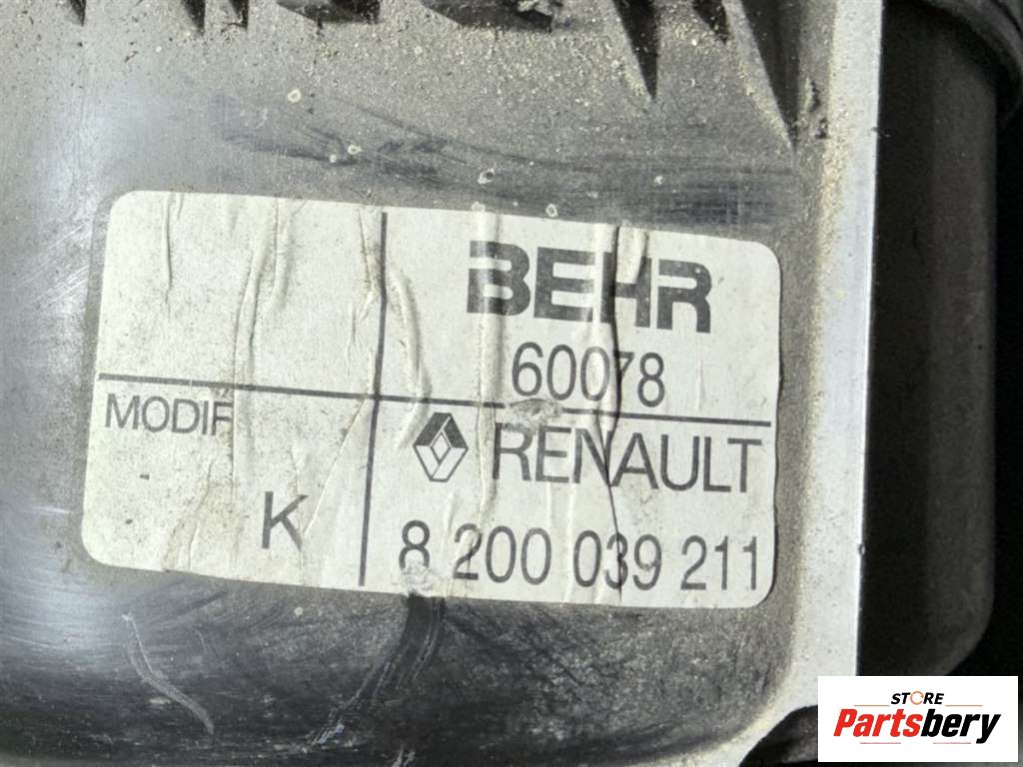 BEHR
60078
MODIF
RENAULT
K
8 200 039 211
STORE
Partsbery